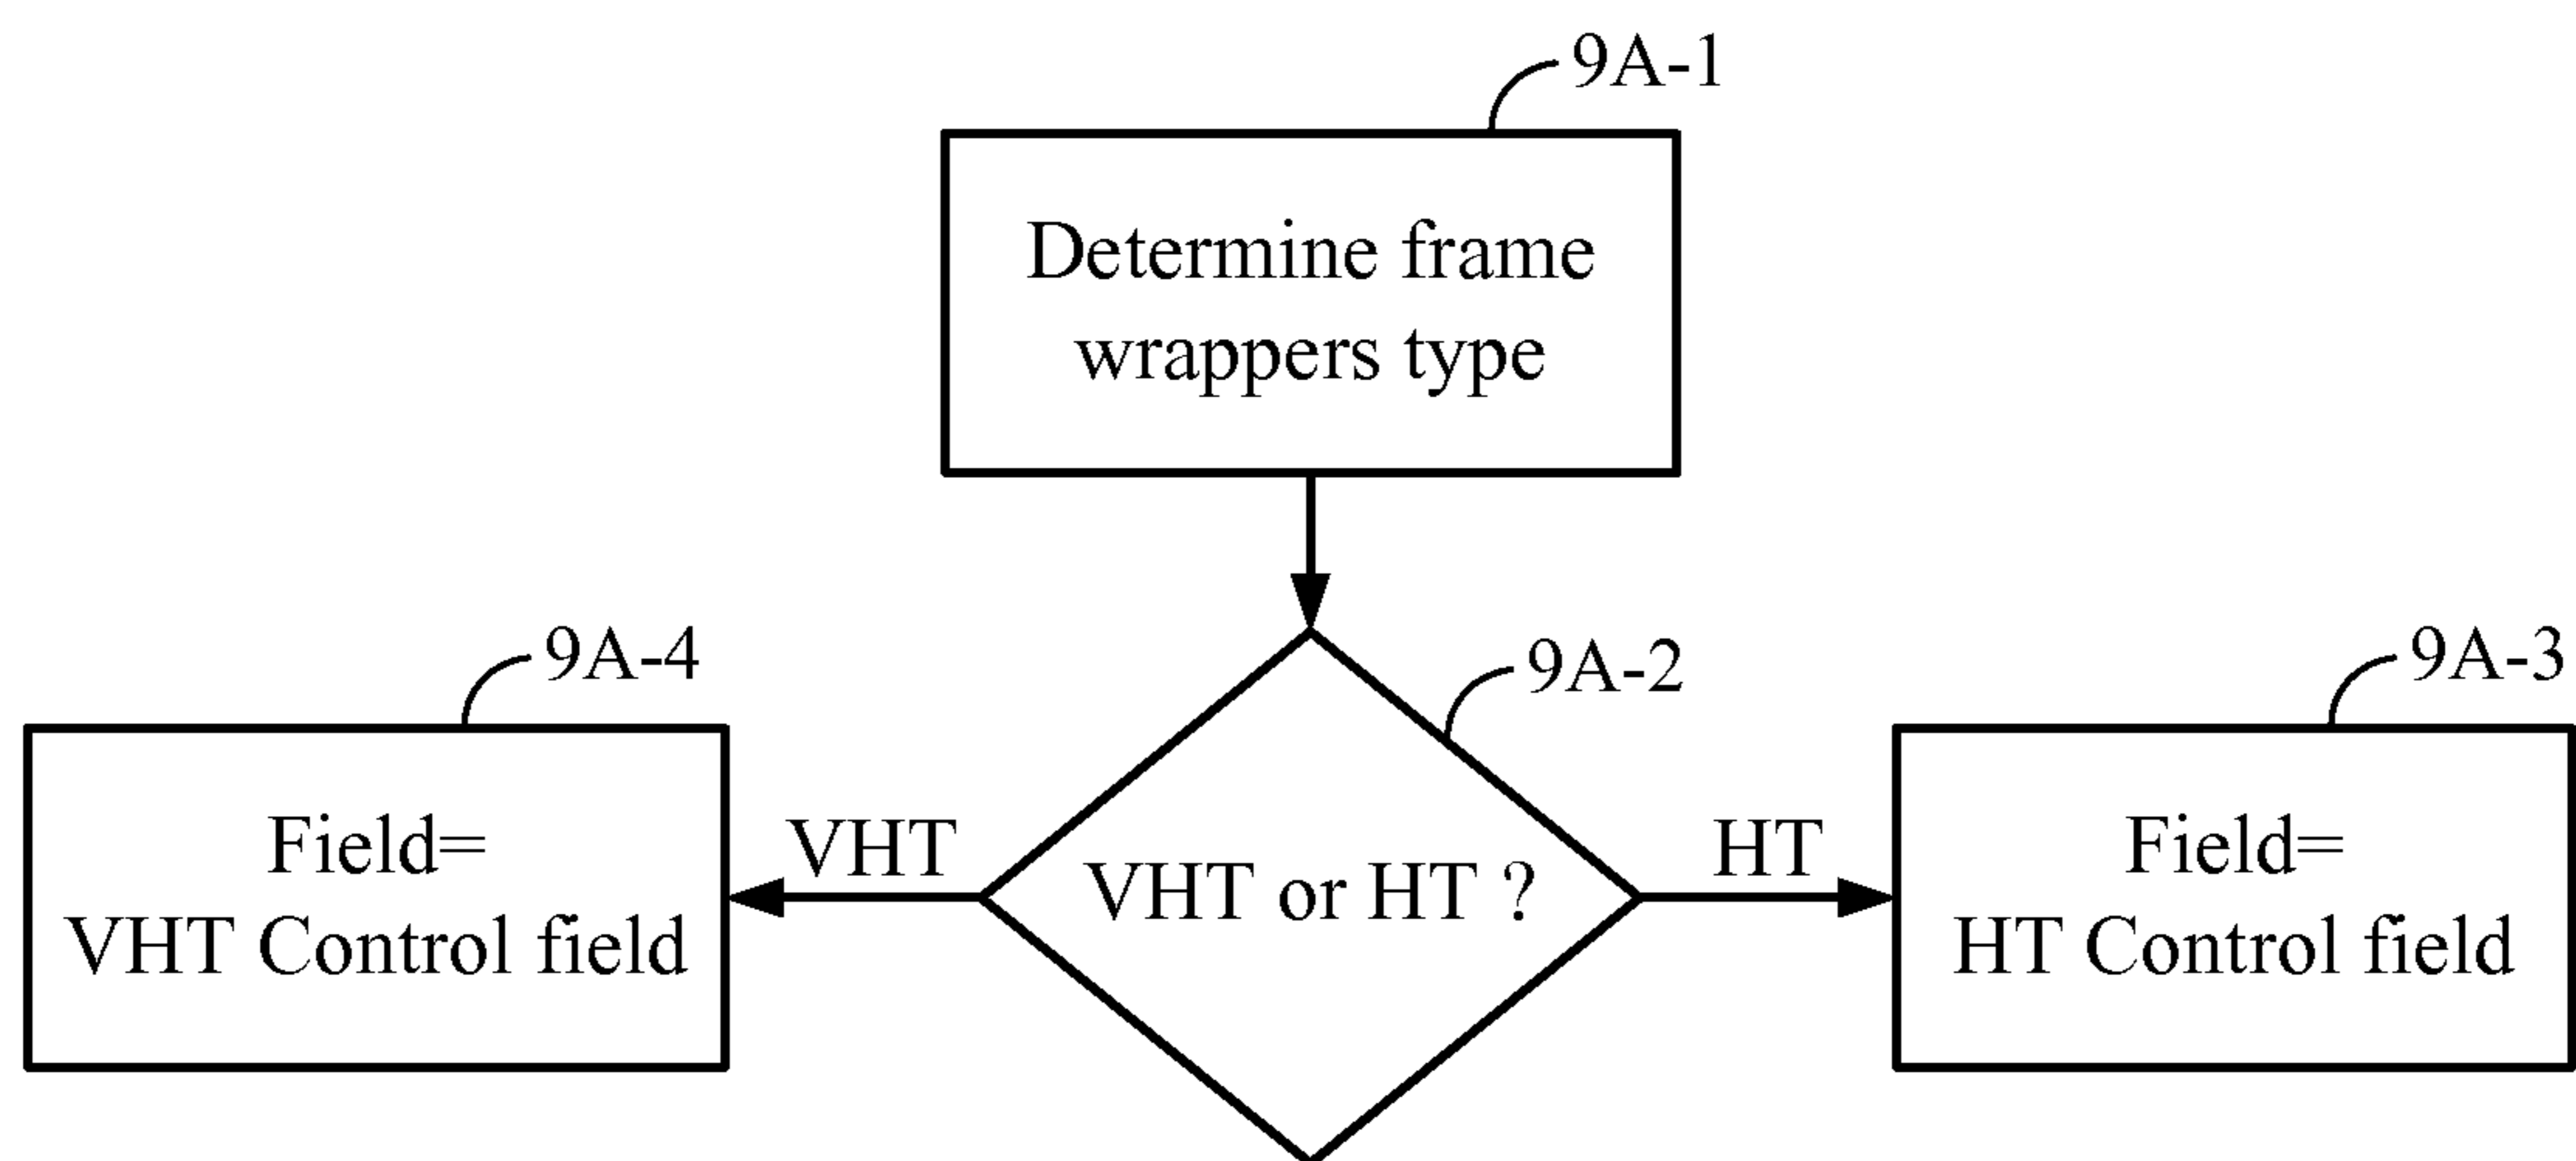 9A-1
Determine frame
wrappers type
9A-4
9A-2
9A-3
Field=
VHT Control field
VHT
VHT or HT ?
HT
Field=
HT Control field